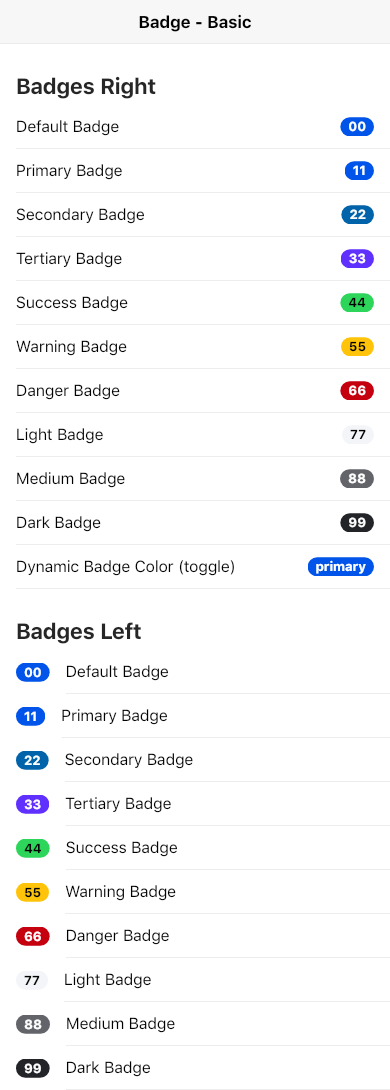 Badge - Basic
Badges Right
Default Badge 00
Primary Badge 11
Secondary Badge 22
Tertiary Badge 33
Success Badge 44
Warning Badge 55
Danger Badge 66
Light Badge 77
Medium Badge 88
Dark Badge 99
Dynamic Badge Color (toggle) primary
Badges Left
00 Default Badge
11 Primary Badge
22 Secondary Badge
33 Tertiary Badge
44 Success Badge
55 Warning Badge
66 Danger Badge
77 Light Badge
88 Medium Badge
99 Dark Badge